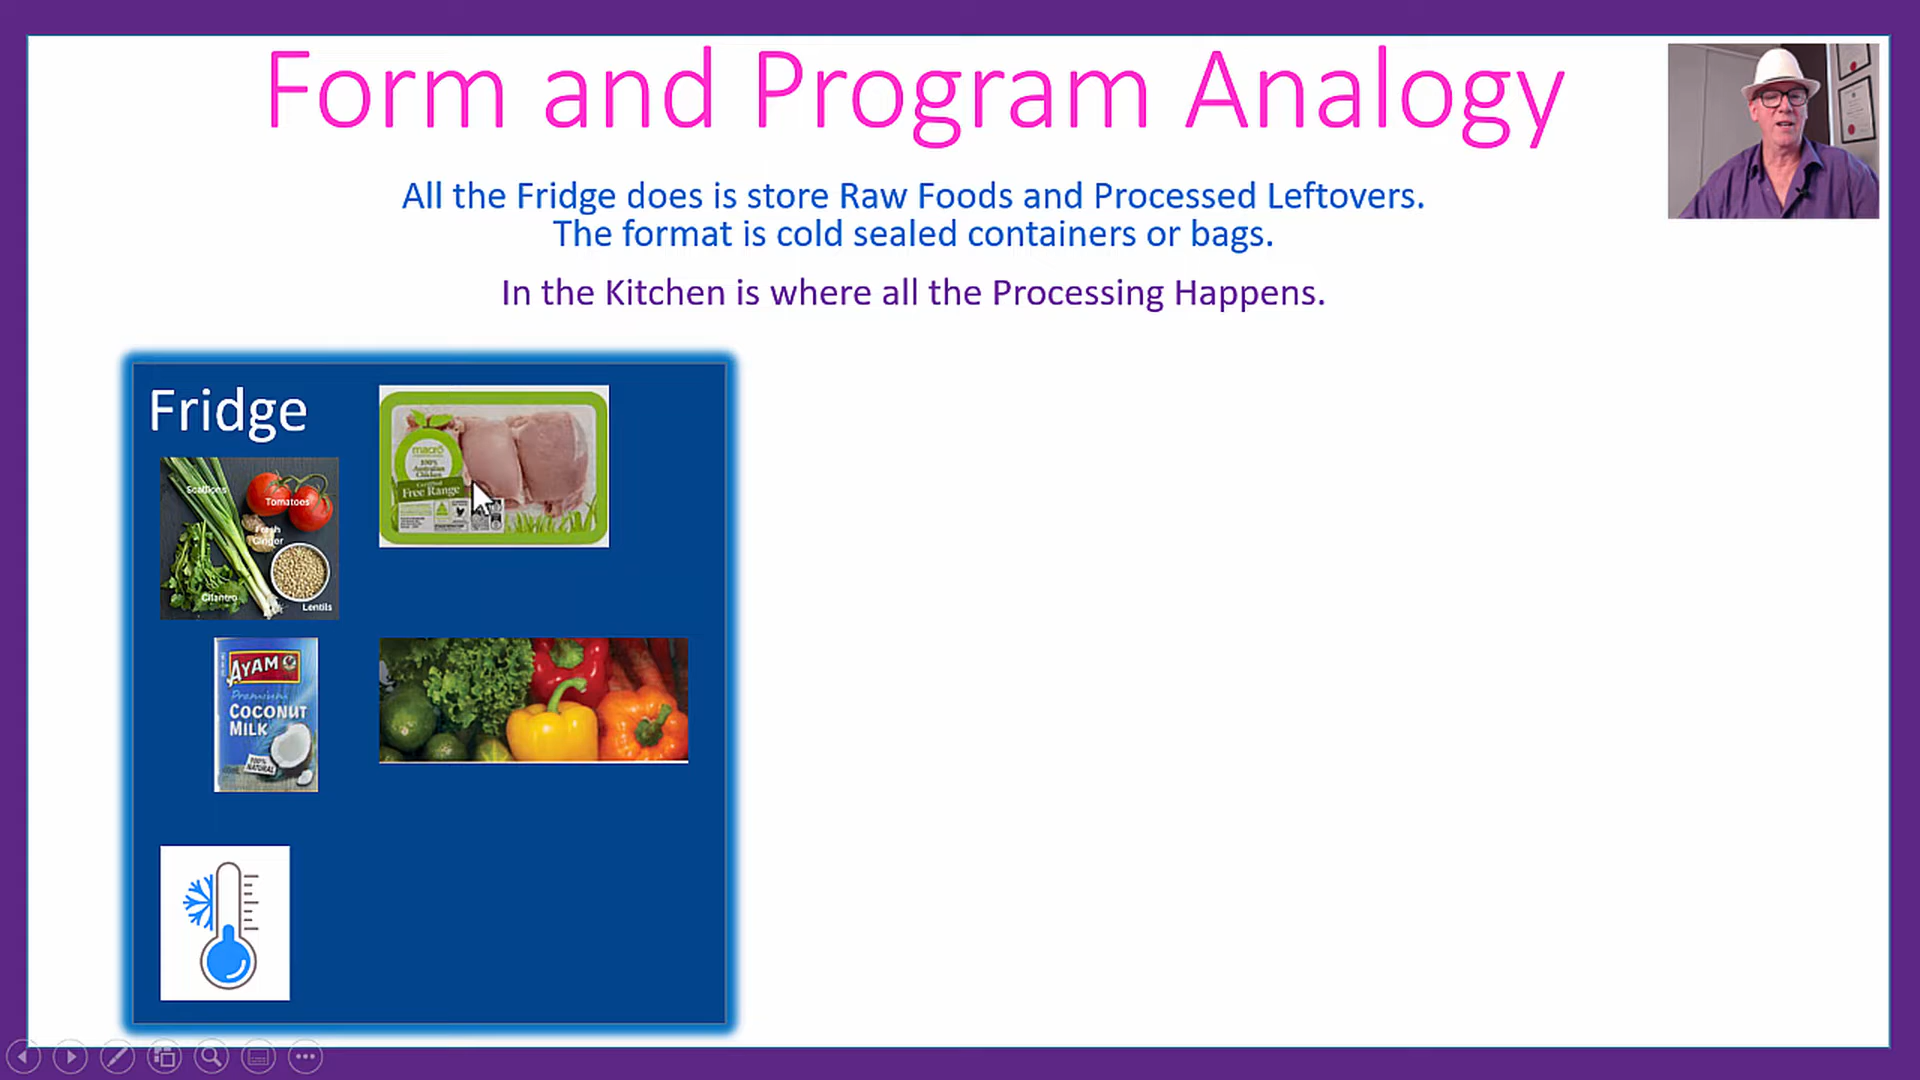 Form and Program Analogy
All the Fridge does is store Raw Foods and Processed Leftovers.
The format is cold sealed containers or bags.
In the Kitchen is where all the Processing Happens.
Fridge
macro
100%
Australian
Chicken
Certified
Free Range
Scallions
Tomatoes
Fresh
Ginger
Cilantro
Lentils
AYAM
Premium
COCONUT
MILK
100%
NATURAL